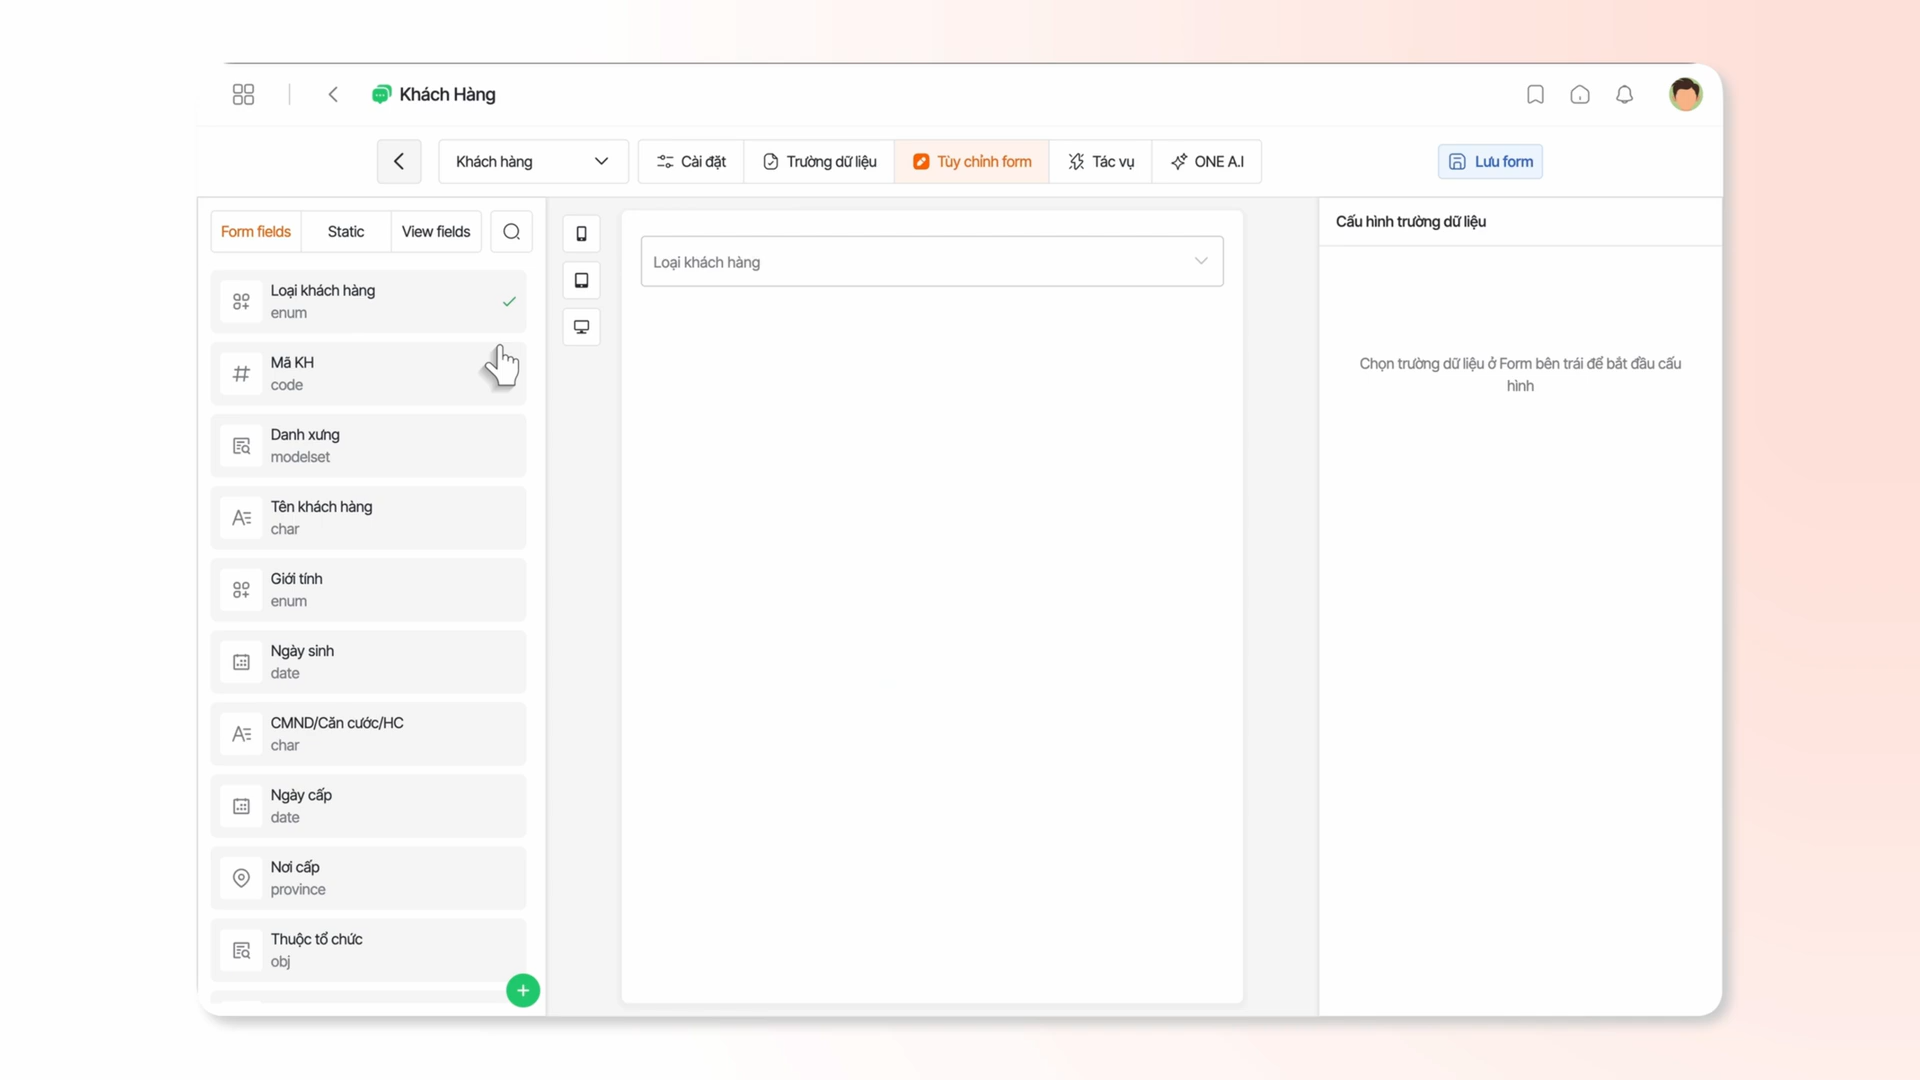 Khách Hàng
Khách hàng
Cài đặt
Trường dữ liệu
Tùy chỉnh form
Tác vụ
ONE A.I
Lưu form
Form fields
Static
View fields
Loại khách hàng
enum
Mã KH
code
Danh xưng
modelset
Tên khách hàng
char
Giới tính
enum
Ngày sinh
date
CMND/Căn cước/HC
char
Ngày cấp
date
Nơi cấp
province
Thuộc tổ chức
obj
Loại khách hàng
Cấu hình trường dữ liệu
Chọn trường dữ liệu ở Form bên trái để bắt đầu cấu
hình